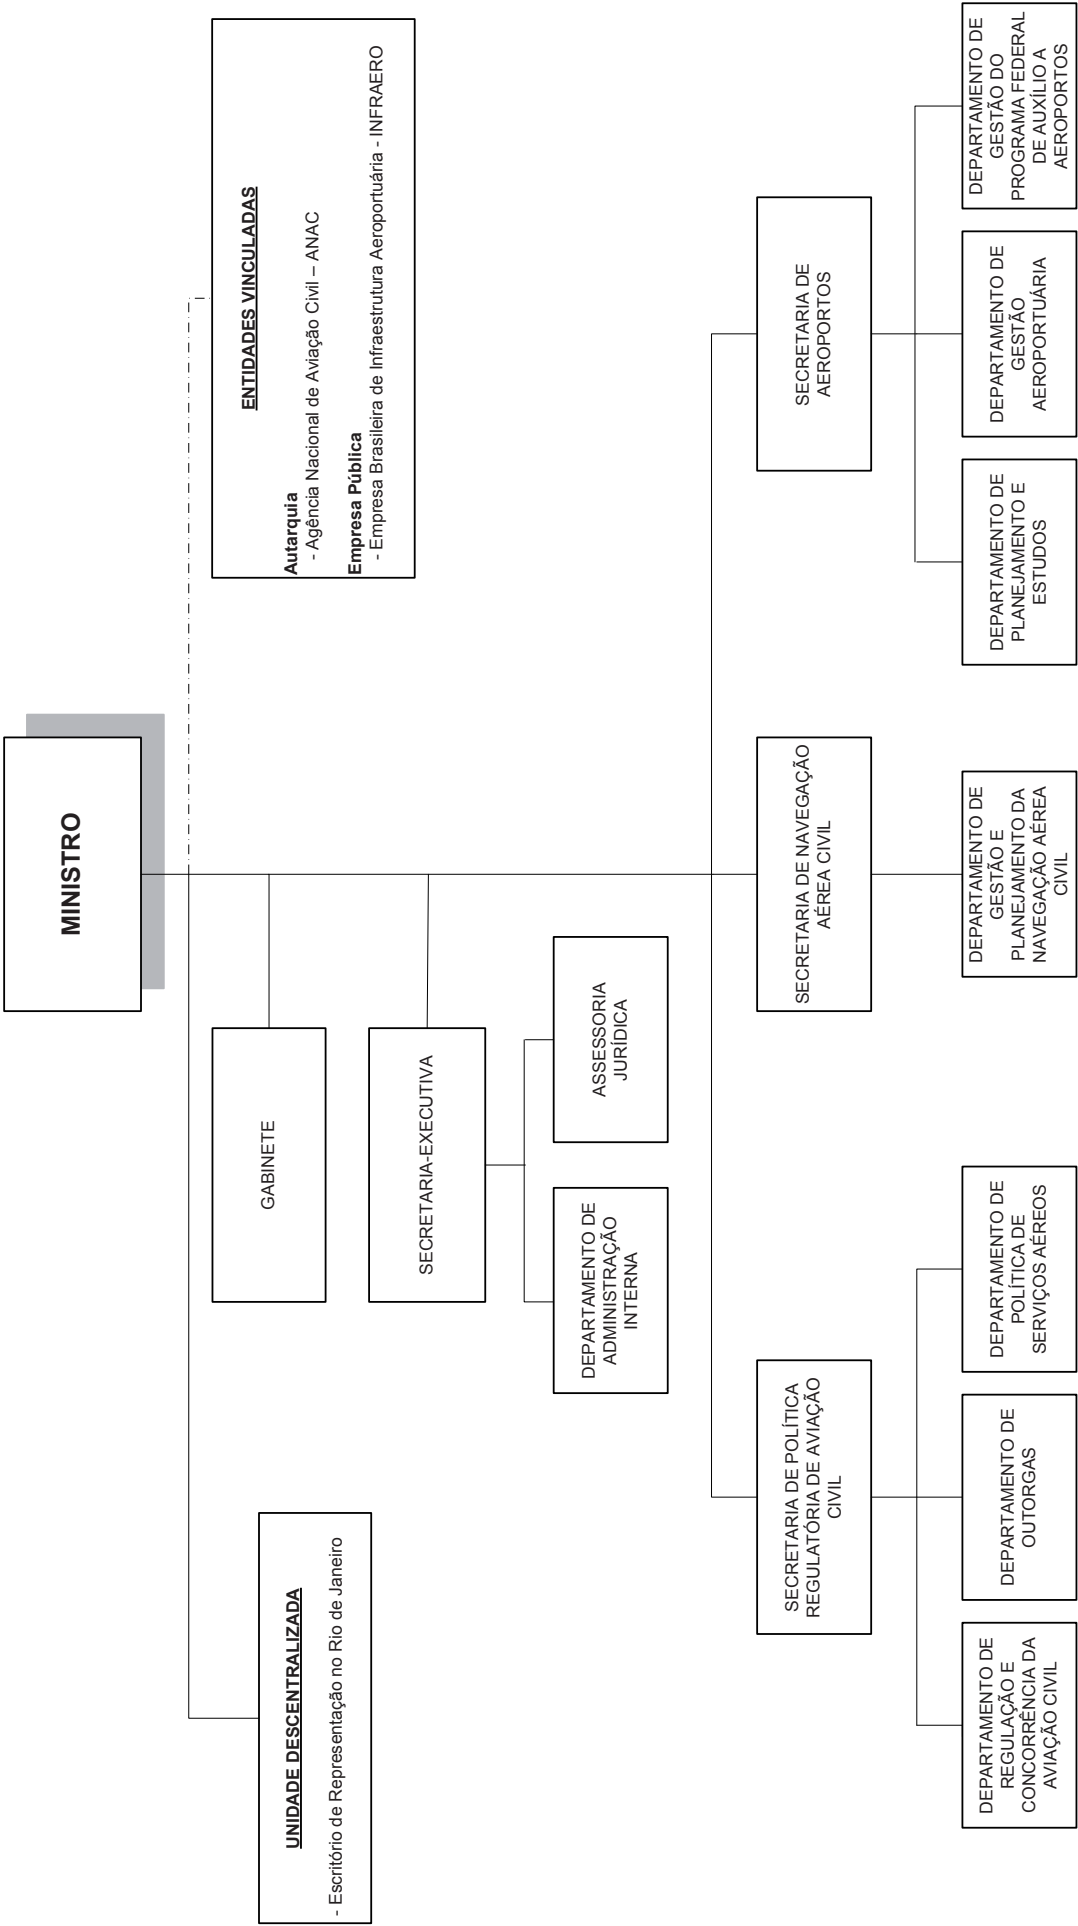 MINISTRO
UNIDADE DESCENTRALIZADA
- Escritório de Representação no Rio de Janeiro
GABINETE
ENTIDADES VINCULADAS
Autarquia
- Agência Nacional de Aviação Civil – ANAC
Empresa Pública
- Empresa Brasileira de Infraestrutura Aeroportuária - INFRAERO
SECRETARIA-EXECUTIVA
DEPARTAMENTO DE
ADMINISTRAÇÃO
INTERNA
ASSESSORIA
JURÍDICA
SECRETARIA DE POLÍTICA
REGULATÓRIA DE AVIAÇÃO
CIVIL
SECRETARIA DE NAVEGAÇÃO
AÉREA CIVIL
SECRETARIA DE
AEROPORTOS
DEPARTAMENTO DE
REGULAÇÃO E
CONCORRÊNCIA DA
AVIAÇÃO CIVIL
DEPARTAMENTO DE
OUTORGAS
DEPARTAMENTO DE
POLÍTICA DE
SERVIÇOS AÉREOS
DEPARTAMENTO DE
GESTÃO E
PLANEJAMENTO DA
NAVEGAÇÃO AÉREA
CIVIL
DEPARTAMENTO DE
PLANEJAMENTO E
ESTUDOS
DEPARTAMENTO DE
GESTÃO
AEROPORTUÁRIA
DEPARTAMENTO DE
GESTÃO DO
PROGRAMA FEDERAL
DE AUXÍLIO A
AEROPORTOS